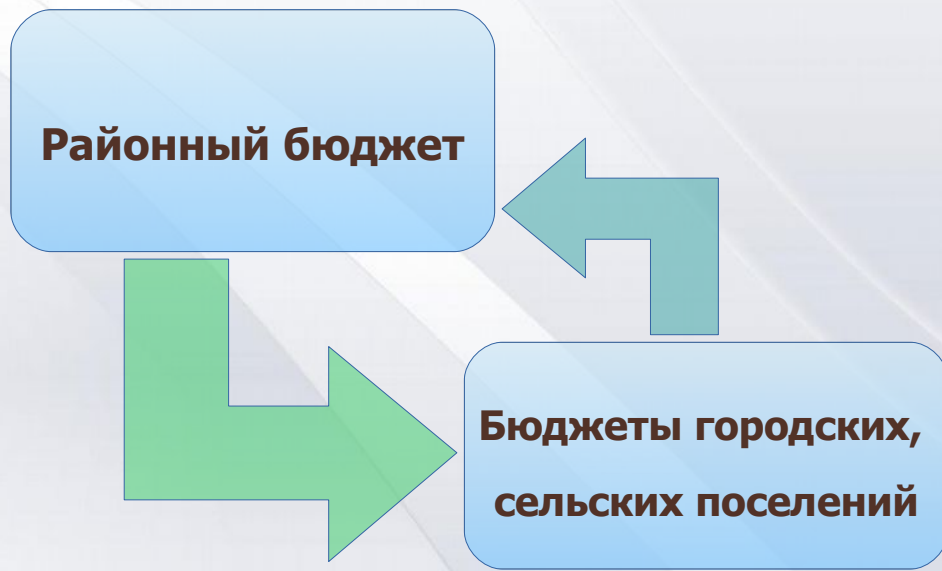 Районный бюджет
Бюджеты городских,
сельских поселений